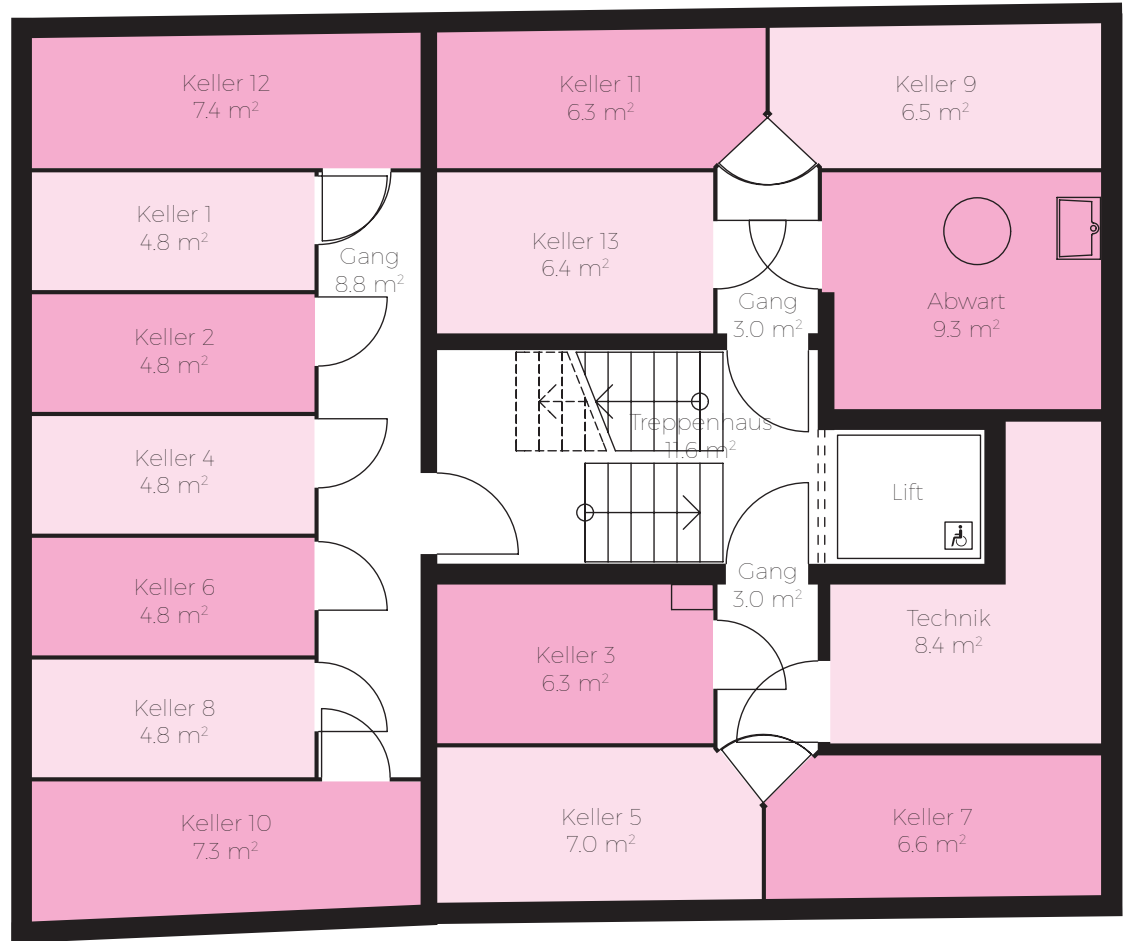 Keller 12
7.4 m²
Keller 11
6.3 m²
Keller 9
6.5 m²
Keller 1
4.8 m²
Gang
8.8 m²
Keller 13
6.4 m²
Gang
3.0 m²
Abwart
9.3 m²
Keller 2
4.8 m²
Treppenhaus
11.6 m²
Keller 4
4.8 m²
Lift
Keller 6
4.8 m²
Gang
3.0 m²
Keller 3
6.3 m²
Technik
8.4 m²
Keller 8
4.8 m²
Keller 10
7.3 m²
Keller 5
7.0 m²
Keller 7
6.6 m²